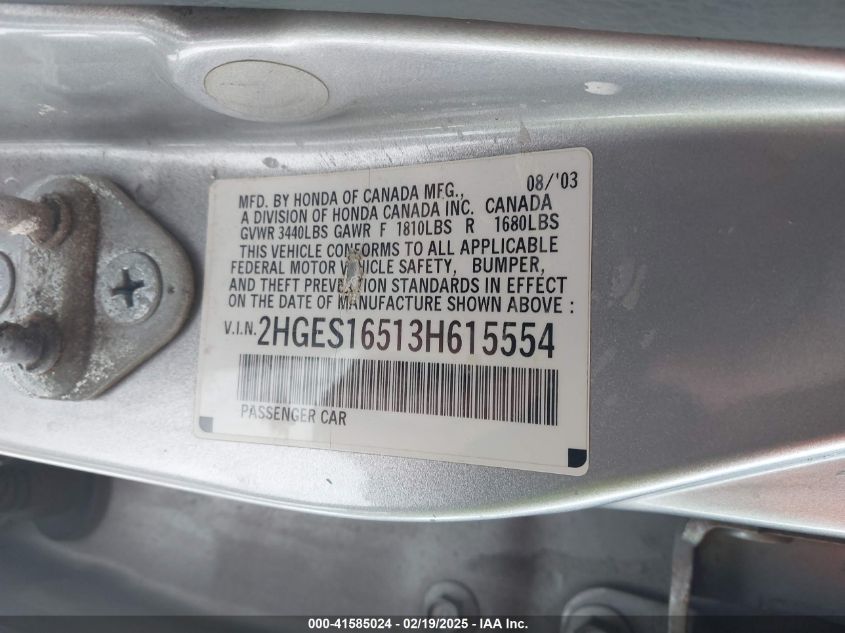 MFD. BY HONDA OF CANADA MFG., 08/'03
A DIVISION OF HONDA CANADA INC. CANADA
GVWR 3440LBS GAWR F 1810LBS R 1680LBS
THIS VEHICLE CONFORMS TO ALL APPLICABLE
FEDERAL MOTOR VEHICLE SAFETY, BUMPER,
AND THEFT PREVENTION STANDARDS IN EFFECT
ON THE DATE OF MANUFACTURE SHOWN ABOVE :
V.I.N. 2HGES16513H615554
PASSENGER CAR
000-41585024 - 02/19/2025 - IAA Inc.